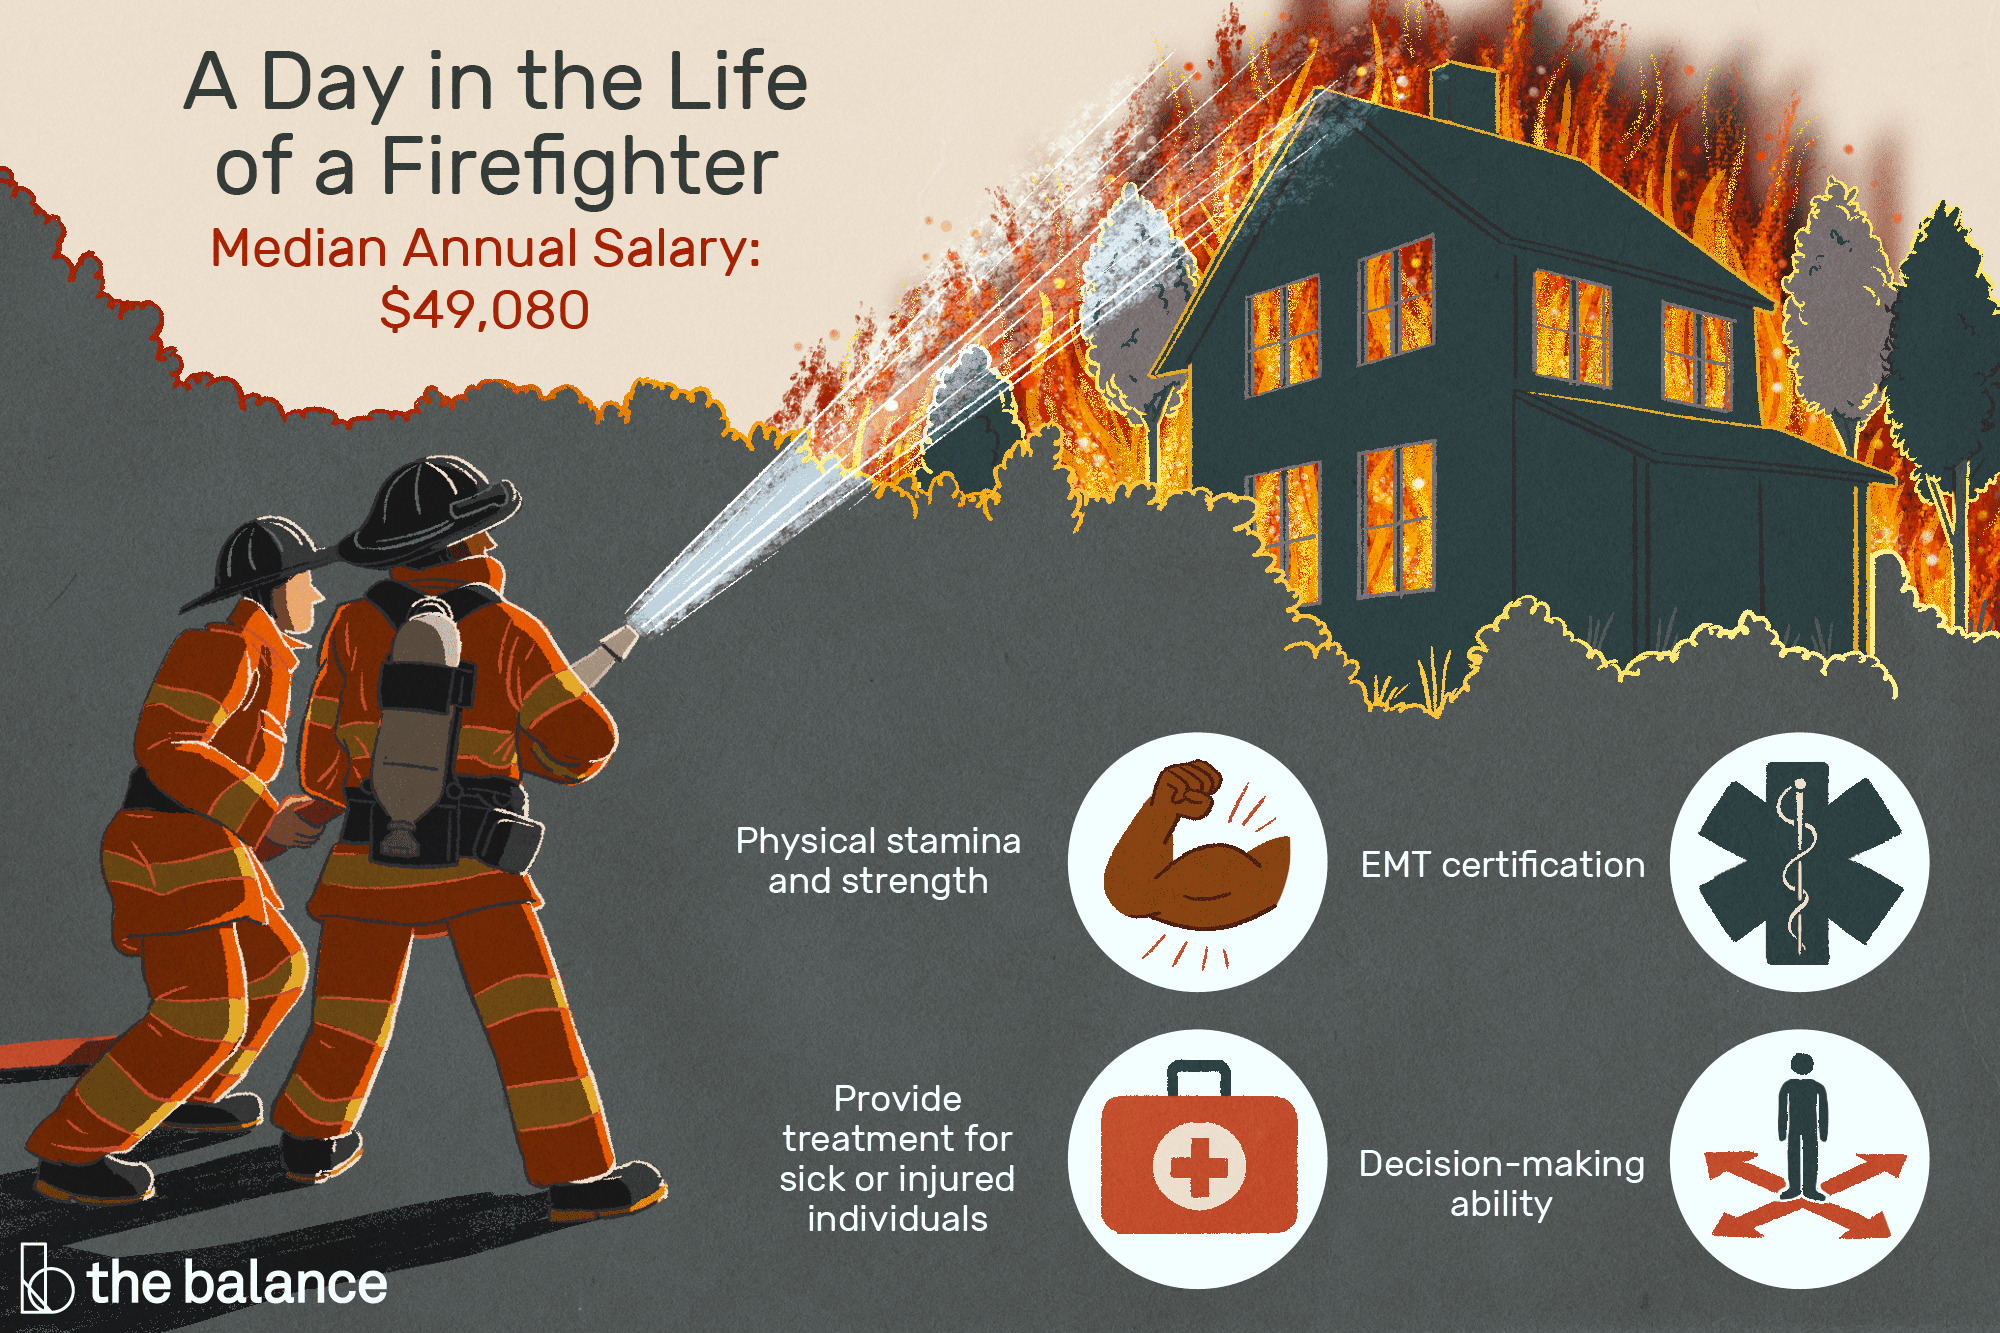 A Day in the Life
of a Firefighter
Median Annual Salary:
$49,080
Physical stamina
and strength
EMT certification
Provide
treatment for
sick or injured
individuals
Decision-making
ability
the balance